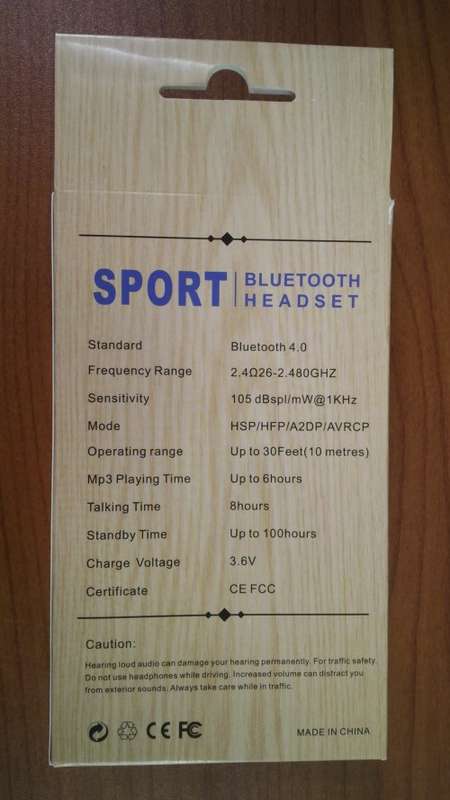 SPORT BLUETOOTH
HEADSET
Standard Bluetooth 4.0
Frequency Range 2.4Ω26-2.480GHZ
Sensitivity 105 dBspl/mW@1KHz
Mode HSP/HFP/A2DP/AVRCP
Operating range Up to 30Feet(10 metres)
Mp3 Playing Time Up to 6hours
Talking Time 8hours
Standby Time Up to 100hours
Charge Voltage 3.6V
Certificate CE FCC
Caution:
Hearing loud audio can damage your hearing permanently. For traffic safety.
Do not use headphones while driving. Increased volume can distract you
from exterior sounds. Always take care while in traffic.
CE FC MADE IN CHINA